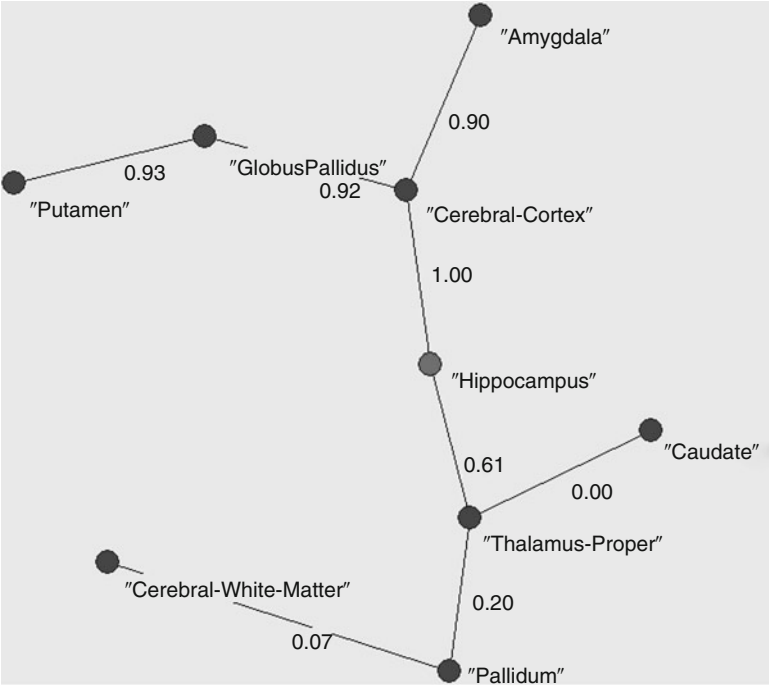 ″Amygdala″
0.90
″GlobusPallidus″
0.93
0.92
″Putamen″
″Cerebral-Cortex″
1.00
″Hippocampus″
″Caudate″
0.61
0.00
″Thalamus-Proper″
″Cerebral-White-Matter″
0.20
0.07
″Pallidum″